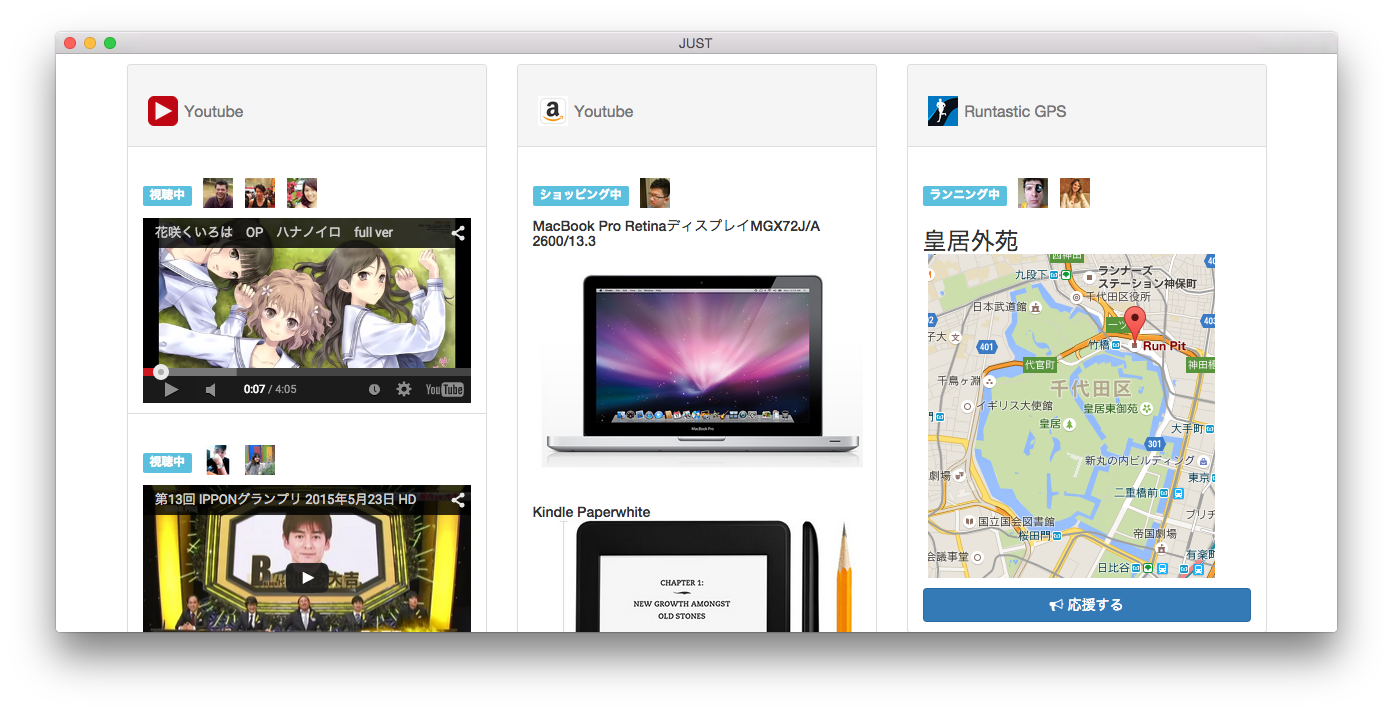 JUST
Youtube
視聴中
花咲くいろは　OP　ハナノイロ　full ver
0:07 / 4:05
YouTube
視聴中
第13回 IPPONグランプリ 2015年5月23日 HD
a
Youtube
ショッピング中
MacBook Pro RetinaディスプレイMGX72J/A
2600/13.3
MacBook Pro
Kindle Paperwhite
CHAPTER 1:
NEW GROWTH AMONGST
OLD STONES
Runtastic GPS
ランニング中
皇居外苑
九段下
ランナーズ
ステーション神保町
千代田区役所
日本武道館
403
一ツ
子大
401
竹橋
Run Pit
代官町
神田橋
千鳥ヶ淵
千代田区
イギリス大使館
皇居東御苑
皇居
大手町
301
新丸の内ビルディング
劇場
東京
二重橋前
ブリヂ
国立国会図書館
桜田門
帝国劇場
会議事堂
有楽町
日比谷
応援する